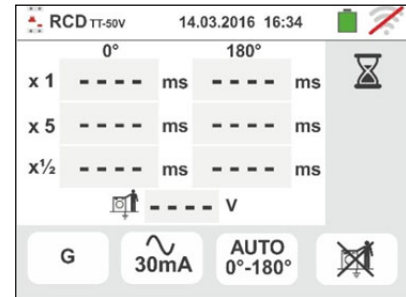 RCD TT-50V 14.03.2016 16:34
0° 180°
x 1 - - - - ms - - - - ms
x 5 - - - - ms - - - - ms
x½ - - - - ms - - - - ms
- - - - V
G 30mA AUTO 0°-180°